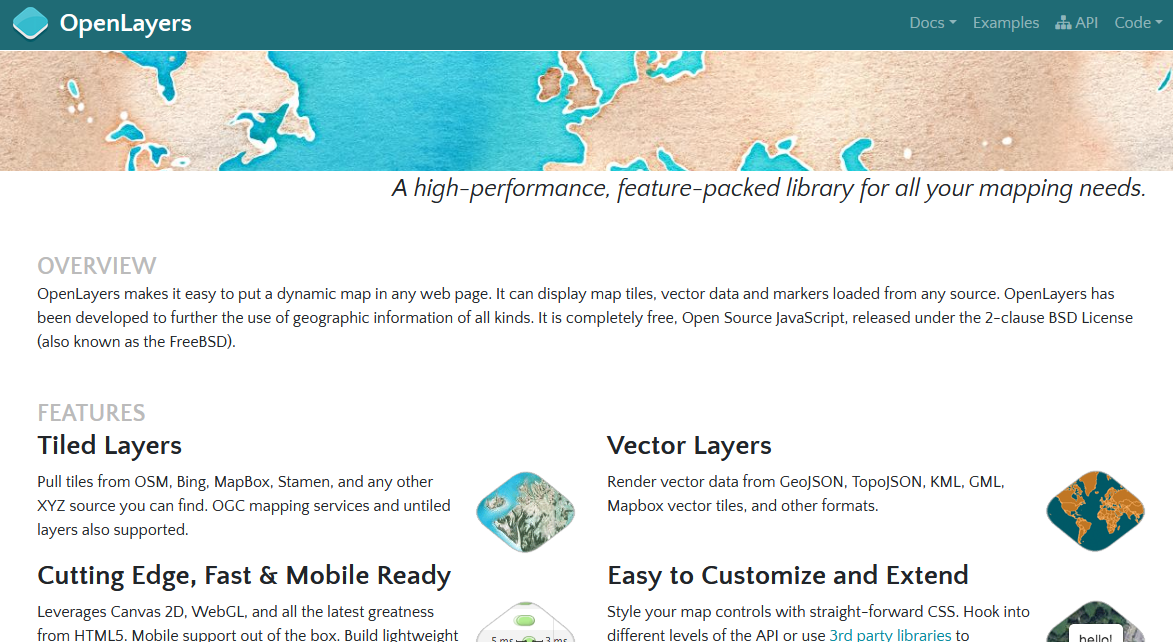 OpenLayers
Docs Examples API Code
A high-performance, feature-packed library for all your mapping needs.
OVERVIEW
OpenLayers makes it easy to put a dynamic map in any web page. It can display map tiles, vector data and markers loaded from any source. OpenLayers has
been developed to further the use of geographic information of all kinds. It is completely free, Open Source JavaScript, released under the 2-clause BSD License
(also known as the FreeBSD).
FEATURES
Tiled Layers
Pull tiles from OSM, Bing, MapBox, Stamen, and any other
XYZ source you can find. OGC mapping services and untiled
layers also supported.
Vector Layers
Render vector data from GeoJSON, TopoJSON, KML, GML,
Mapbox vector tiles, and other formats.
Cutting Edge, Fast & Mobile Ready
Leverages Canvas 2D, WebGL, and all the latest greatness
from HTML5. Mobile support out of the box. Build lightweight
5 ms 3 ms
Easy to Customize and Extend
Style your map controls with straight-forward CSS. Hook into
different levels of the API or use 3rd party libraries to
hello!